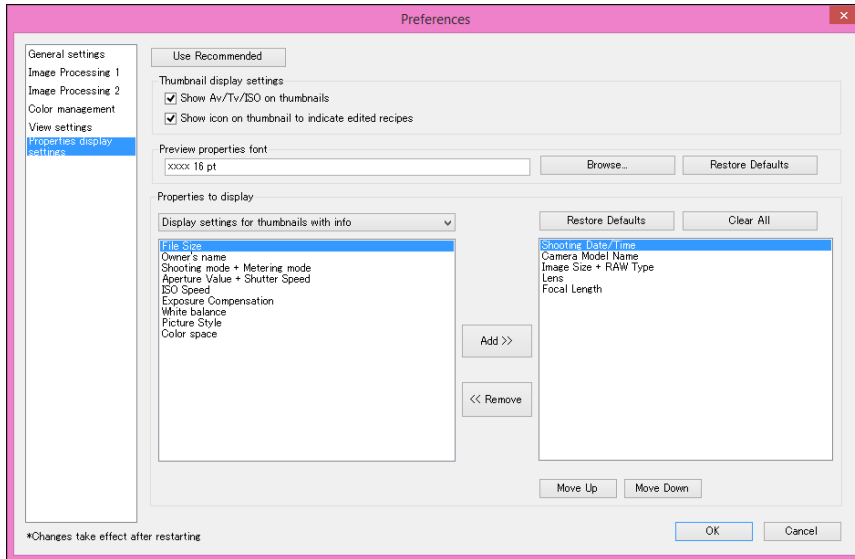 Preferences
General settings
Image Processing 1
Image Processing 2
Color management
View settings
Properties display
settings
Use Recommended
Thumbnail display settings
Show Av/Tv/ISO on thumbnails
Show icon on thumbnail to indicate edited recipes
Preview properties font
xxxx 16 pt
Browse...
Restore Defaults
Properties to display
Display settings for thumbnails with info
Restore Defaults
Clear All
File Size
Owner's name
Shooting mode + Metering mode
Aperture Value + Shutter Speed
ISO Speed
Exposure Compensation
White balance
Picture Style
Color space
Add >>
<< Remove
Shooting Date/Time
Camera Model Name
Image Size + RAW Type
Lens
Focal Length
Move Up
Move Down
*Changes take effect after restarting
OK
Cancel